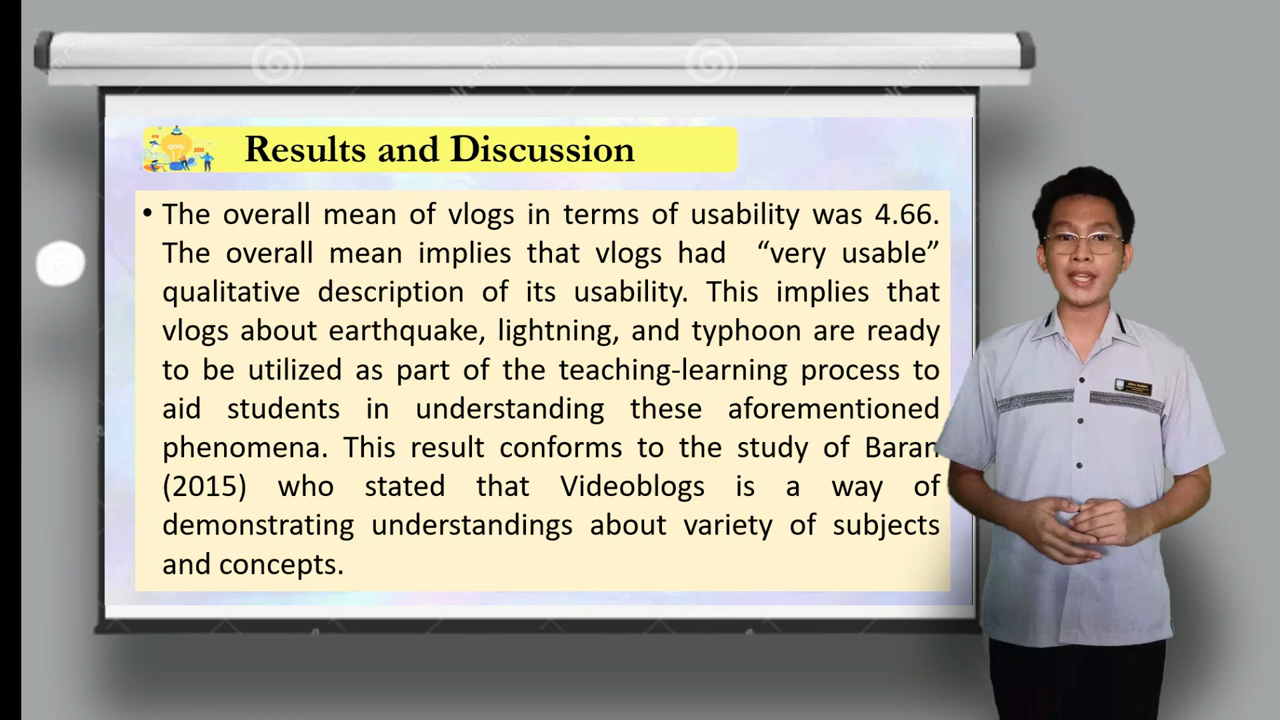 Results and Discussion
• The overall mean of vlogs in terms of usability was 4.66.
The overall mean implies that vlogs had “very usable”
qualitative description of its usability. This implies that
vlogs about earthquake, lightning, and typhoon are ready
to be utilized as part of the teaching-learning process to
aid students in understanding these aforementioned
phenomena. This result conforms to the study of Baran
(2015) who stated that Videoblogs is a way of
demonstrating understandings about variety of subjects
and concepts.